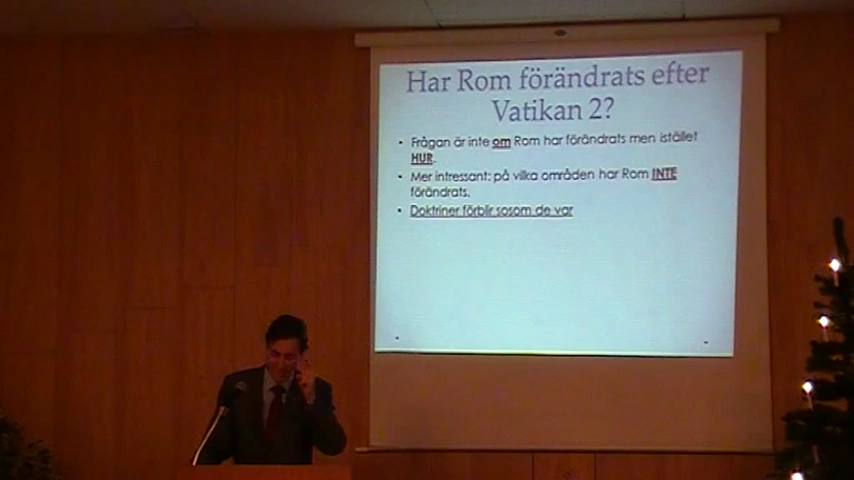 Har Rom förändrats efter
Vatikan 2?
• Frågan är inte om Rom har förändrats men istället
HUR.
• Mer intressant: på vilka områden har Rom INTE
förändrats.
• Doktriner förblir sosom de var